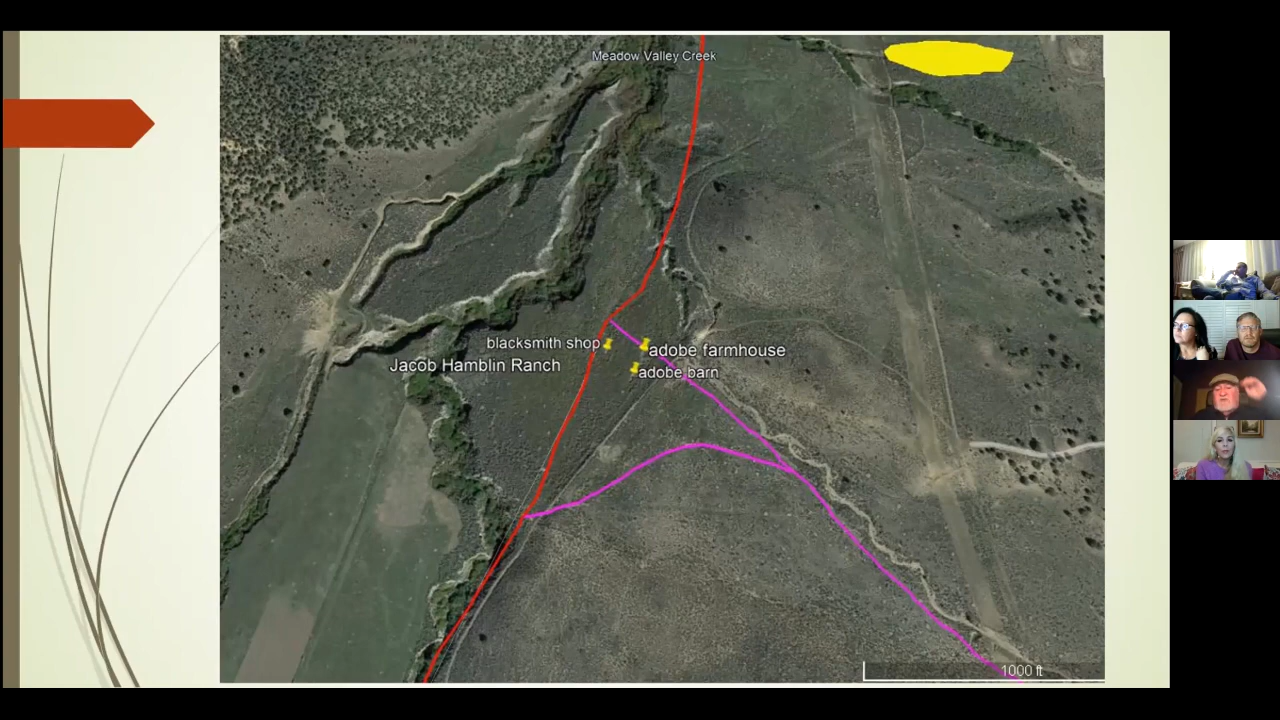 Meadow Valley Creek
blacksmith shop
adobe farmhouse
Jacob Hamblin Ranch
adobe barn
1000 ft